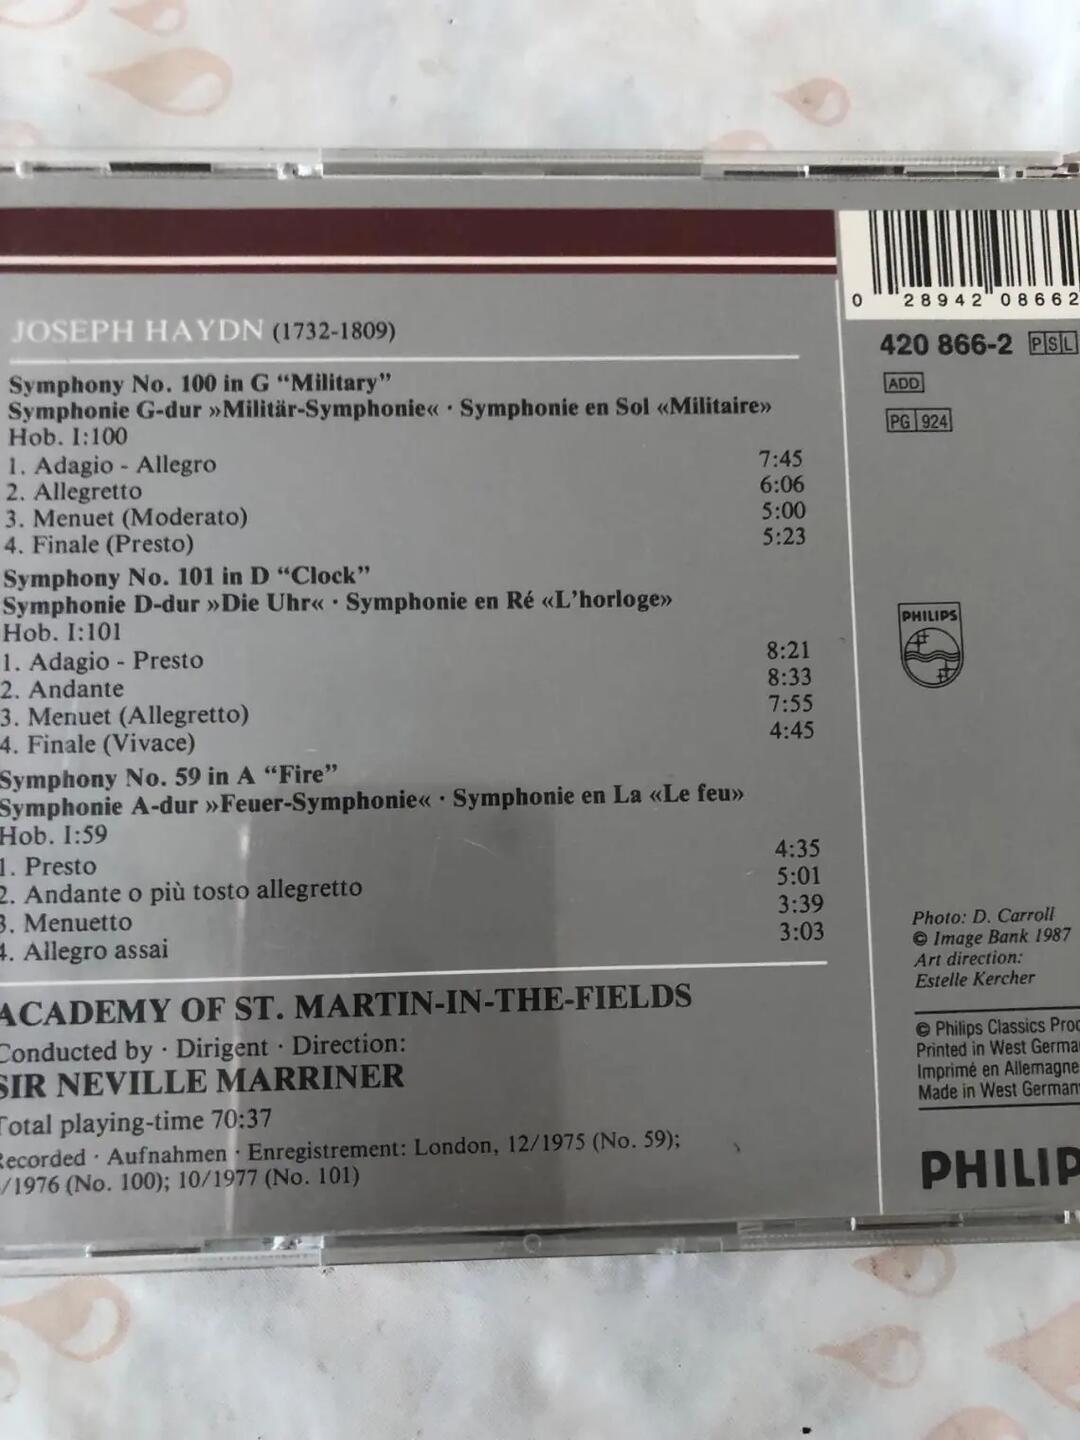 JOSEPH HAYDN (1732-1809)
Symphony No. 100 in G “Military”
Symphonie G-dur »Militär-Symphonie« · Symphonie en Sol «Militaire»
Hob. I:100
1. Adagio - Allegro 7:45
2. Allegretto 6:06
3. Menuet (Moderato) 5:00
4. Finale (Presto) 5:23
Symphony No. 101 in D “Clock”
Symphonie D-dur »Die Uhr« · Symphonie en Ré «L'horloge»
Hob. I:101
1. Adagio - Presto 8:21
2. Andante 8:33
3. Menuet (Allegretto) 7:55
4. Finale (Vivace) 4:45
Symphony No. 59 in A “Fire”
Symphonie A-dur »Feuer-Symphonie« · Symphonie en La «Le feu»
Hob. I:59
1. Presto 4:35
2. Andante o più tosto allegretto 5:01
3. Menuetto 3:39
4. Allegro assai 3:03
ACADEMY OF ST. MARTIN-IN-THE-FIELDS
Conducted by · Dirigent · Direction:
SIR NEVILLE MARRINER
Total playing-time 70:37
Recorded · Aufnahmen · Enregistrement: London, 12/1975 (No. 59);
/1976 (No. 100); 10/1977 (No. 101)
0 28942 08662
420 866-2 PSL
ADD
PG 924
PHILIPS
Photo: D. Carroll
© Image Bank 1987
Art direction:
Estelle Kercher
℗ Philips Classics Proc
Printed in West Germa
Imprimé en Allemagne
Made in West German
PHILIP